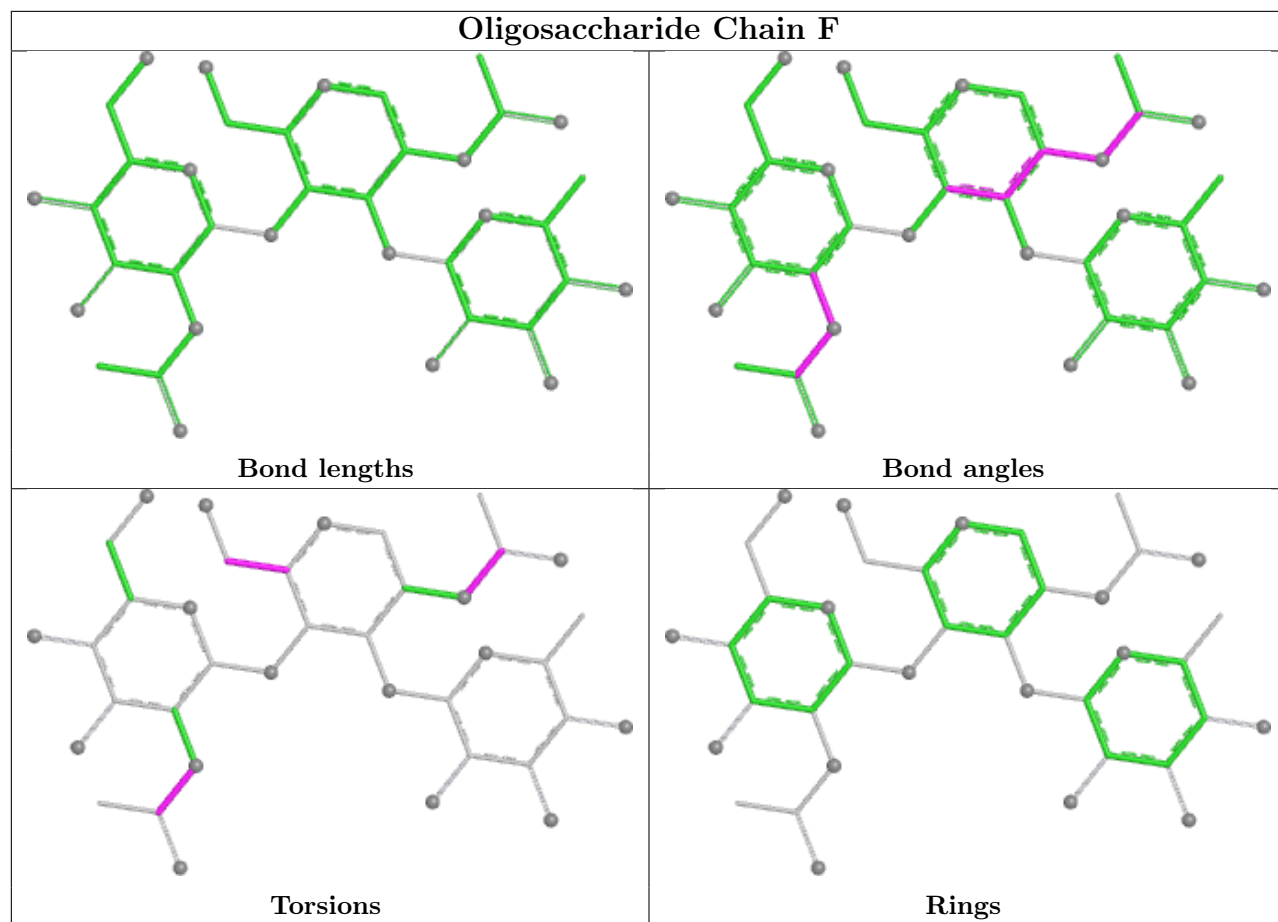 Oligosaccharide Chain F
Bond lengths
Bond angles
Torsions
Rings